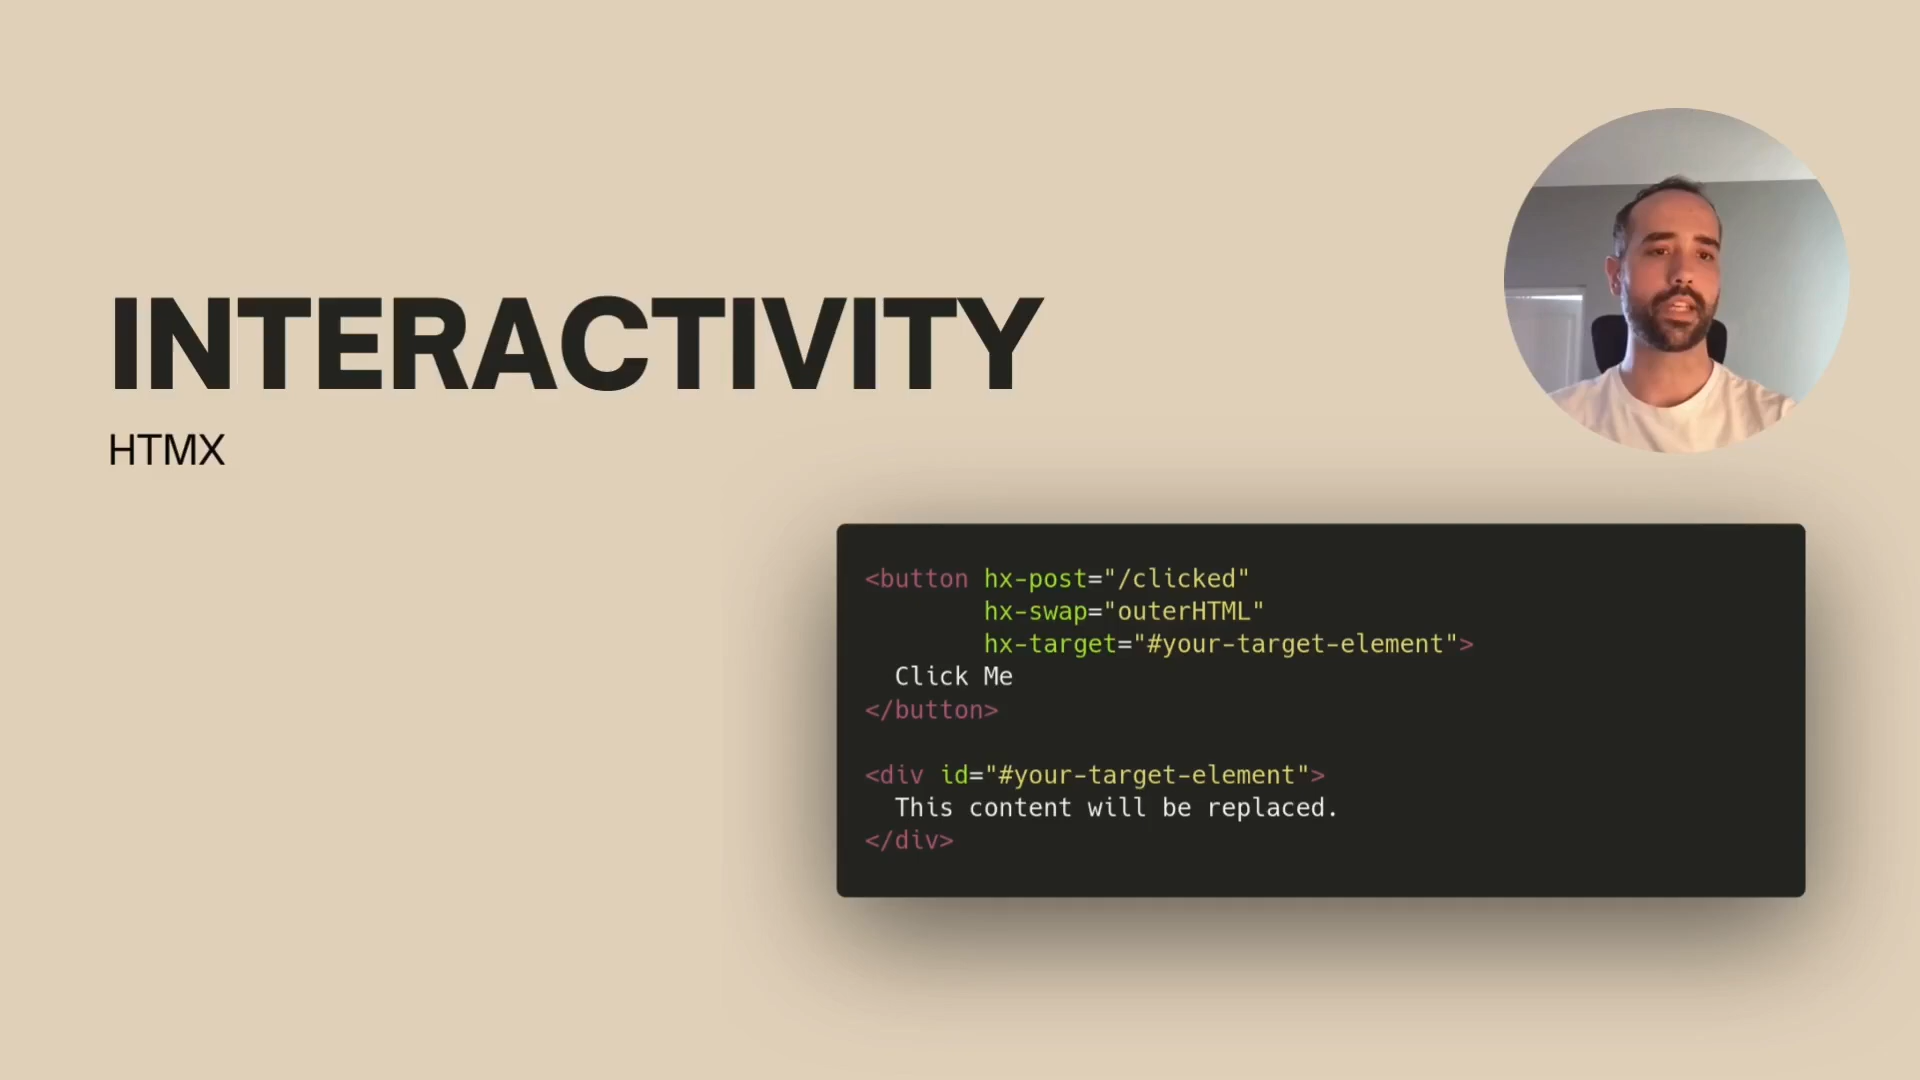 INTERACTIVITY
HTMX
<button hx-post="/clicked"
hx-swap="outerHTML"
hx-target="#your-target-element">
Click Me
</button>
<div id="#your-target-element">
This content will be replaced.
</div>